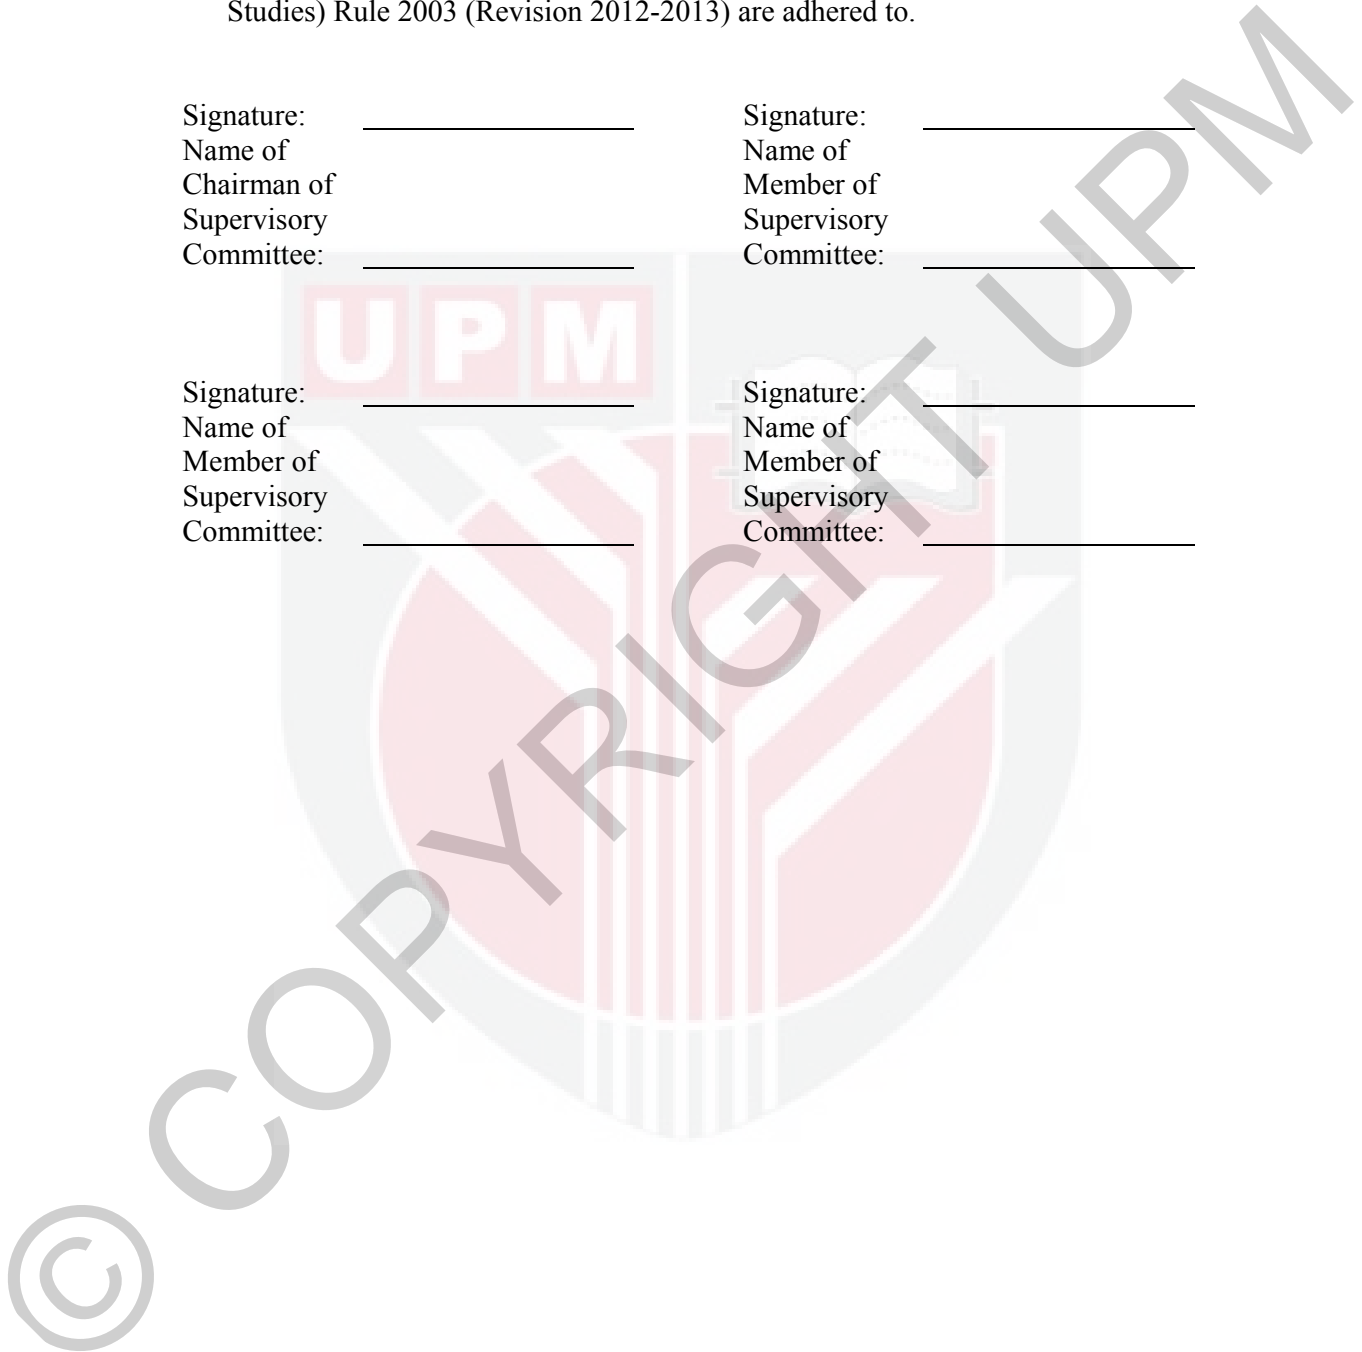 Studies) Rule 2003 (Revision 2012-2013) are adhered to.
Signature:
Name of
Chairman of
Supervisory
Committee:
Signature:
Name of
Member of
Supervisory
Committee:
Signature:
Name of
Member of
Supervisory
Committee:
Signature:
Name of
Member of
Supervisory
Committee:
UPM
© COPYRIGHT UPM